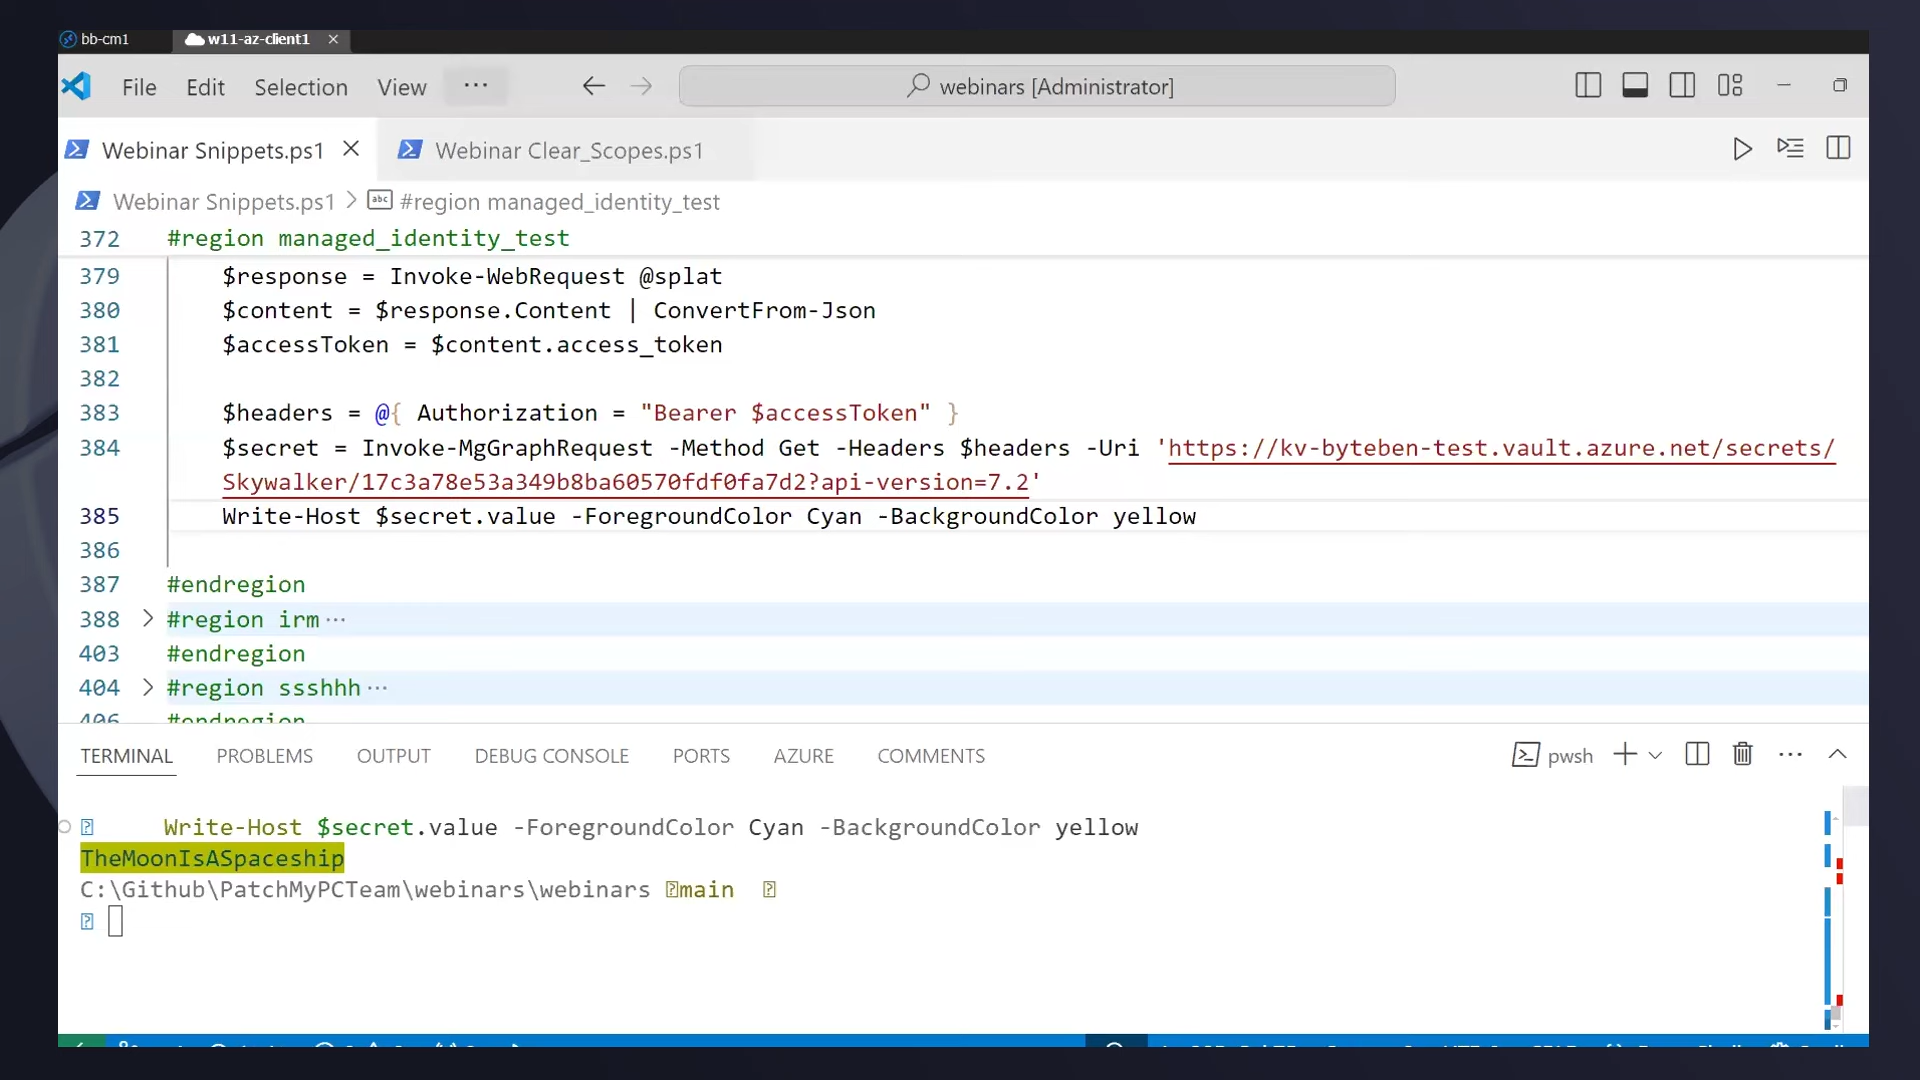 bb-cm1 w11-az-client1
File Edit Selection View ··· webinars [Administrator]
Webinar Snippets.ps1 Webinar Clear_Scopes.ps1
Webinar Snippets.ps1 > #region managed_identity_test
372 #region managed_identity_test
379 $response = Invoke-WebRequest @splat
380 $content = $response.Content | ConvertFrom-Json
381 $accessToken = $content.access_token
382
383 $headers = @{ Authorization = "Bearer $accessToken" }
384 $secret = Invoke-MgGraphRequest -Method Get -Headers $headers -Uri 'https://kv-byteben-test.vault.azure.net/secrets/
Skywalker/17c3a78e53a349b8ba60570fdf0fa7d2?api-version=7.2'
385 Write-Host $secret.value -ForegroundColor Cyan -BackgroundColor yellow
386
387 #endregion
388 #region irm ···
403 #endregion
404 #region ssshhh ···
406 #endregion
TERMINAL PROBLEMS OUTPUT DEBUG CONSOLE PORTS AZURE COMMENTS pwsh
Write-Host $secret.value -ForegroundColor Cyan -BackgroundColor yellow
TheMoonIsASpaceship
C:\Github\PatchMyPCTeam\webinars\webinars main